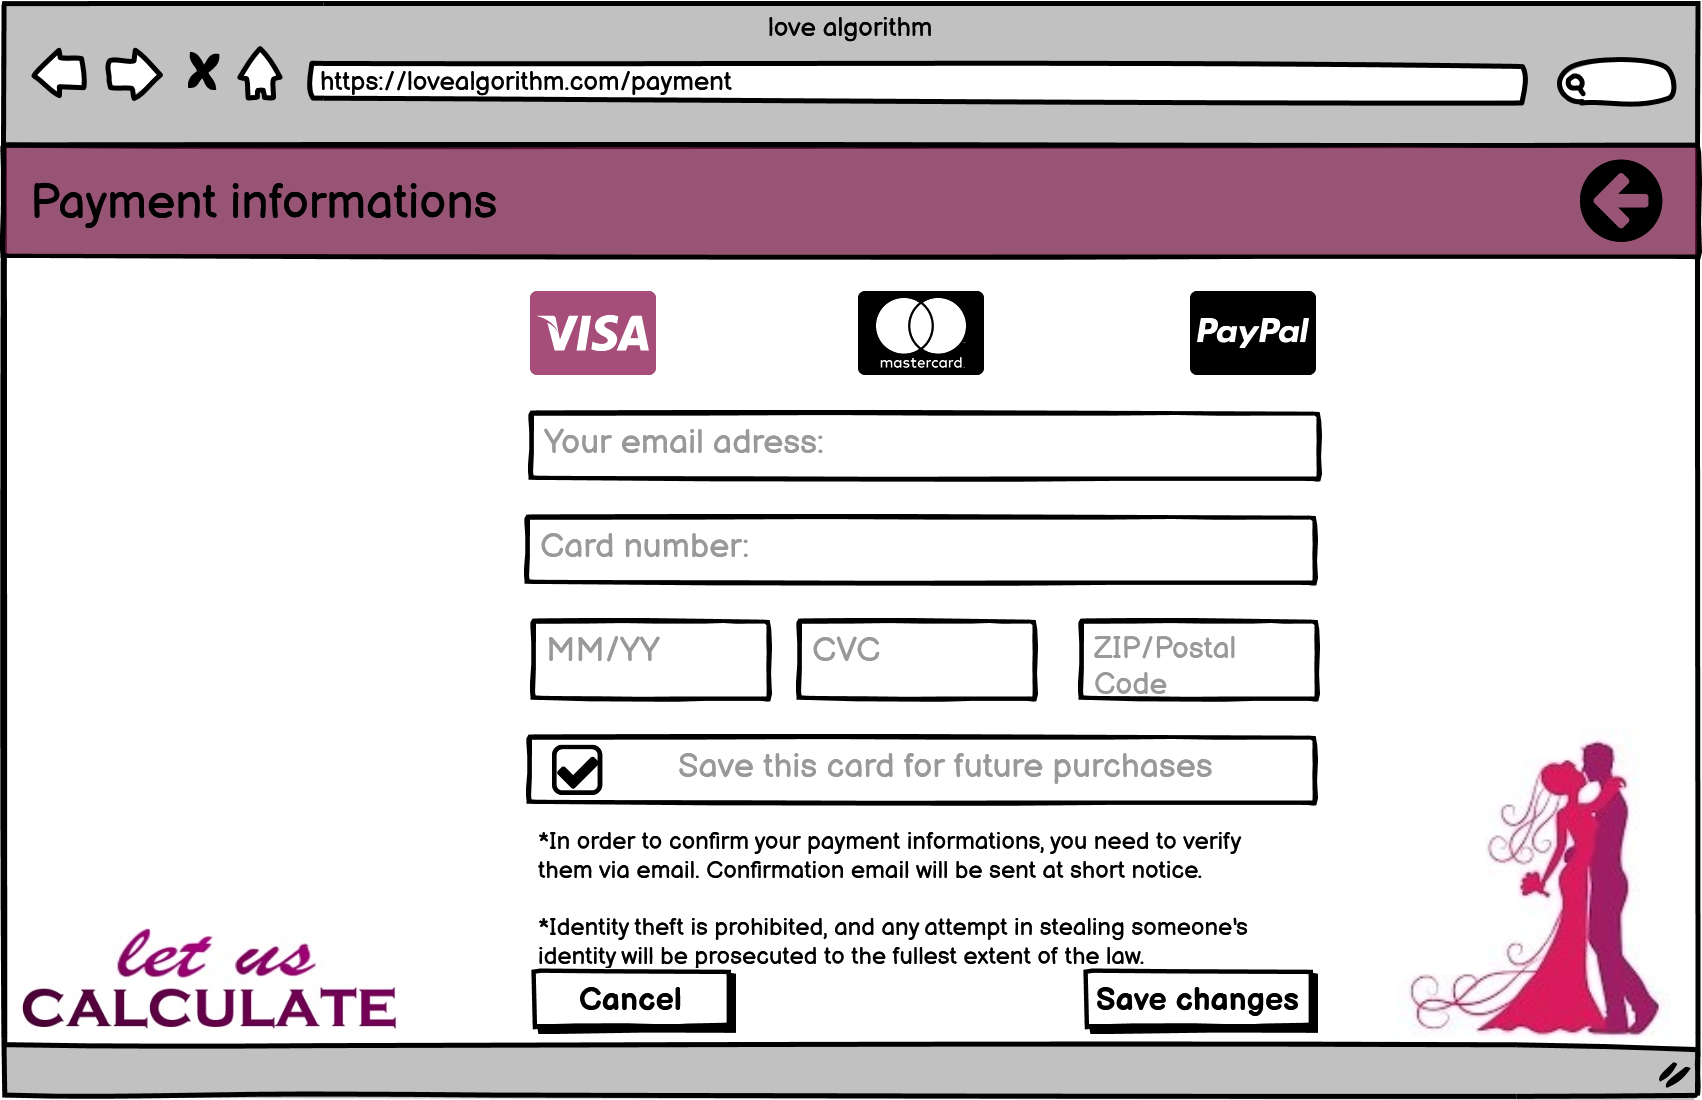 love algorithm
https://lovealgorithm.com/payment
Payment informations
VISA
mastercard
PayPal
Your email adress:
Card number:
MM/YY
CVC
ZIP/Postal
Code
Save this card for future purchases
*In order to confirm your payment informations, you need to verify
them via email. Confirmation email will be sent at short notice.
*Identity theft is prohibited, and any attempt in stealing someone's
identity will be prosecuted to the fullest extent of the law.
Cancel
Save changes
let us
CALCULATE